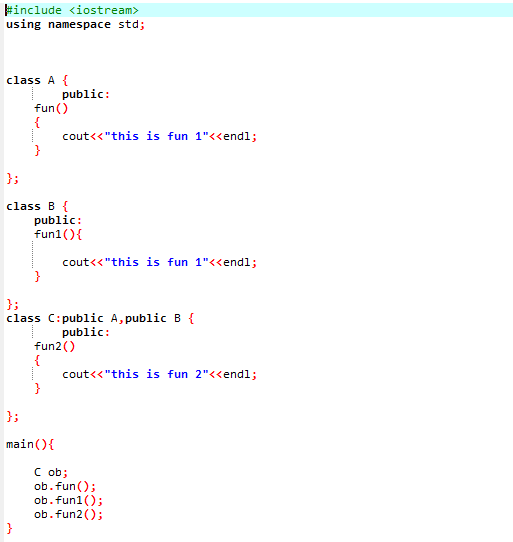 #include <iostream>
using namespace std;
class A {
public:
fun()
{
cout<<"this is fun 1"<<endl;
}
};
class B {
public:
fun1(){
cout<<"this is fun 1"<<endl;
}
};
class C:public A,public B {
public:
fun2()
{
cout<<"this is fun 2"<<endl;
}
};
main(){
C ob;
ob.fun();
ob.fun1();
ob.fun2();
}